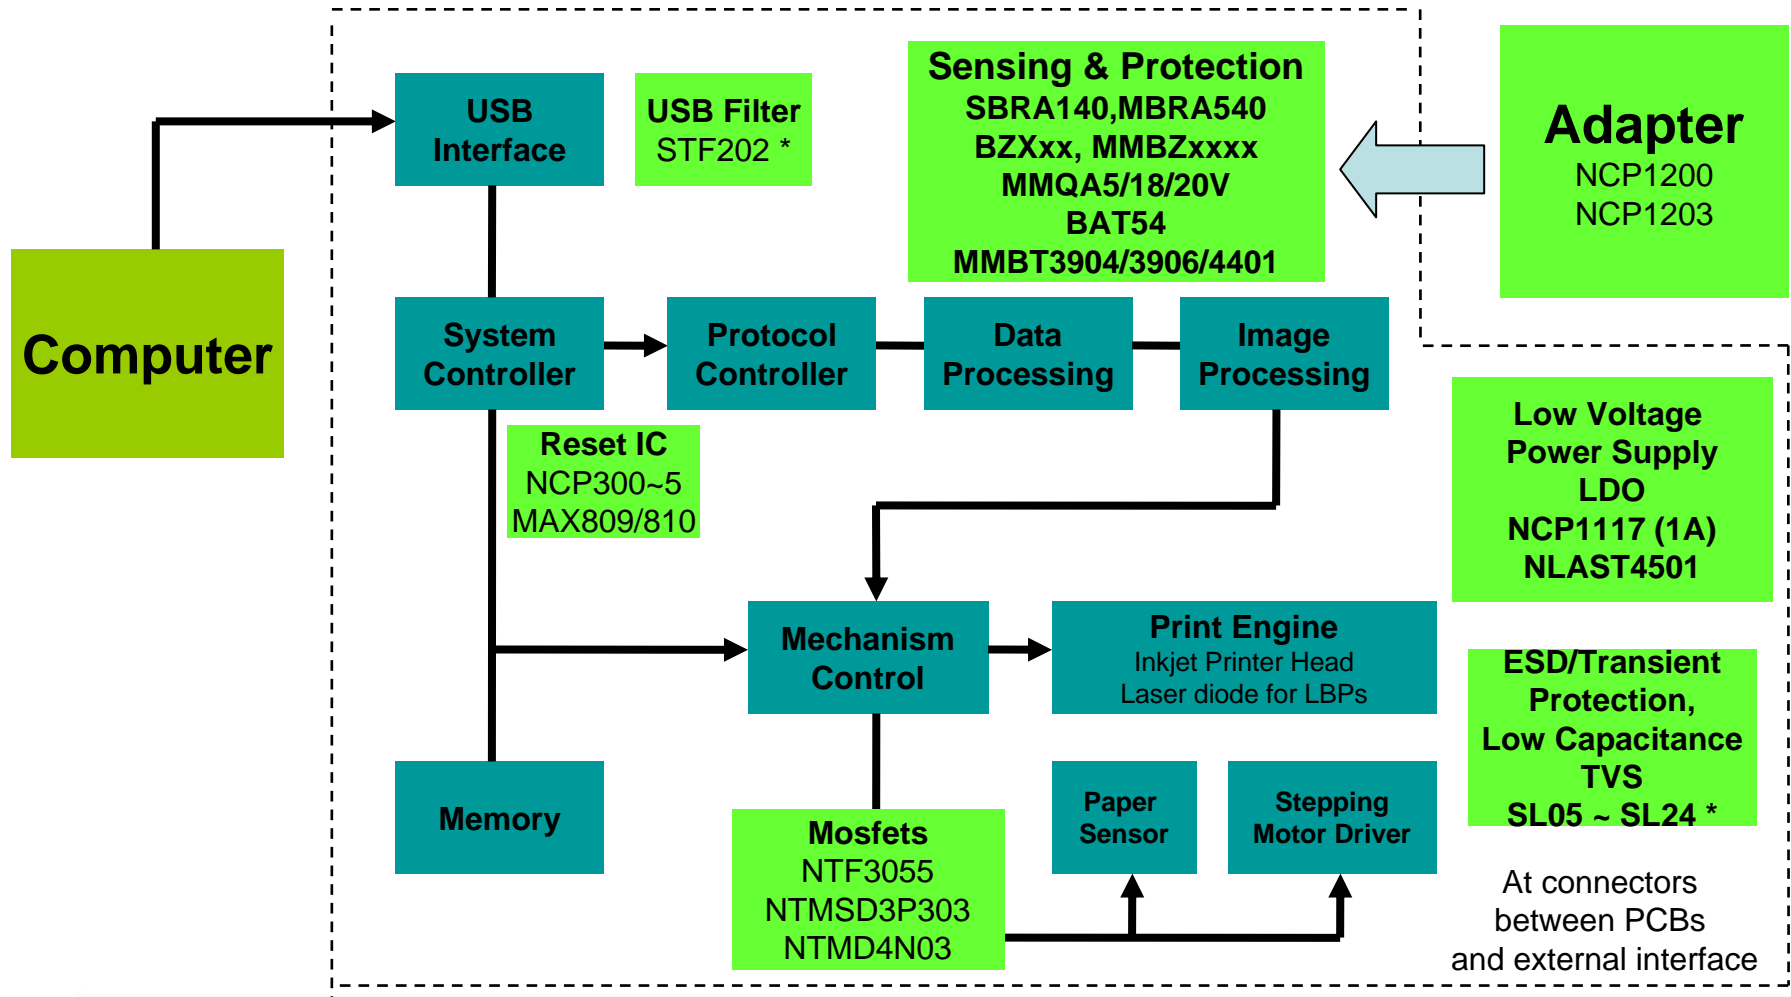 USB
Interface
USB Filter
STF202 *
Sensing & Protection
SBRA140,MBRA540
BZXxx, MMBZxxxx
MMQA5/18/20V
BAT54
MMBT3904/3906/4401
Adapter
NCP1200
NCP1203
Computer
System
Controller
Protocol
Controller
Data
Processing
Image
Processing
Reset IC
NCP300~5
MAX809/810
Low Voltage
Power Supply
LDO
NCP1117 (1A)
NLAST4501
Mechanism
Control
Print Engine
Inkjet Printer Head
Laser diode for LBPs
ESD/Transient
Protection,
Low Capacitance
TVS
SL05 ~ SL24 *
Memory
Mosfets
NTF3055
NTMSD3P303
NTMD4N03
Paper
Sensor
Stepping
Motor Driver
At connectors
between PCBs
and external interface